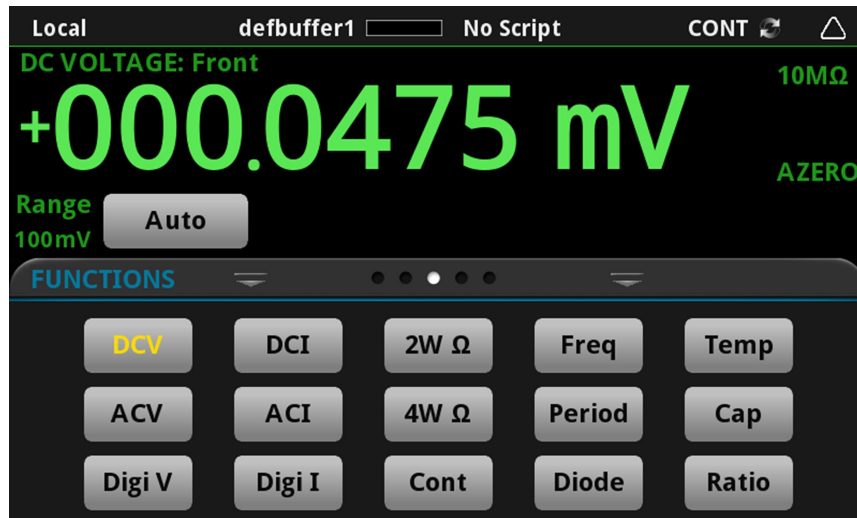 Local defbuffer1 No Script CONT
DC VOLTAGE: Front
10MΩ
+000.0475 mV
AZERO
Range
100mV Auto
FUNCTIONS
DCV DCI 2W Ω Freq Temp
ACV ACI 4W Ω Period Cap
Digi V Digi I Cont Diode Ratio